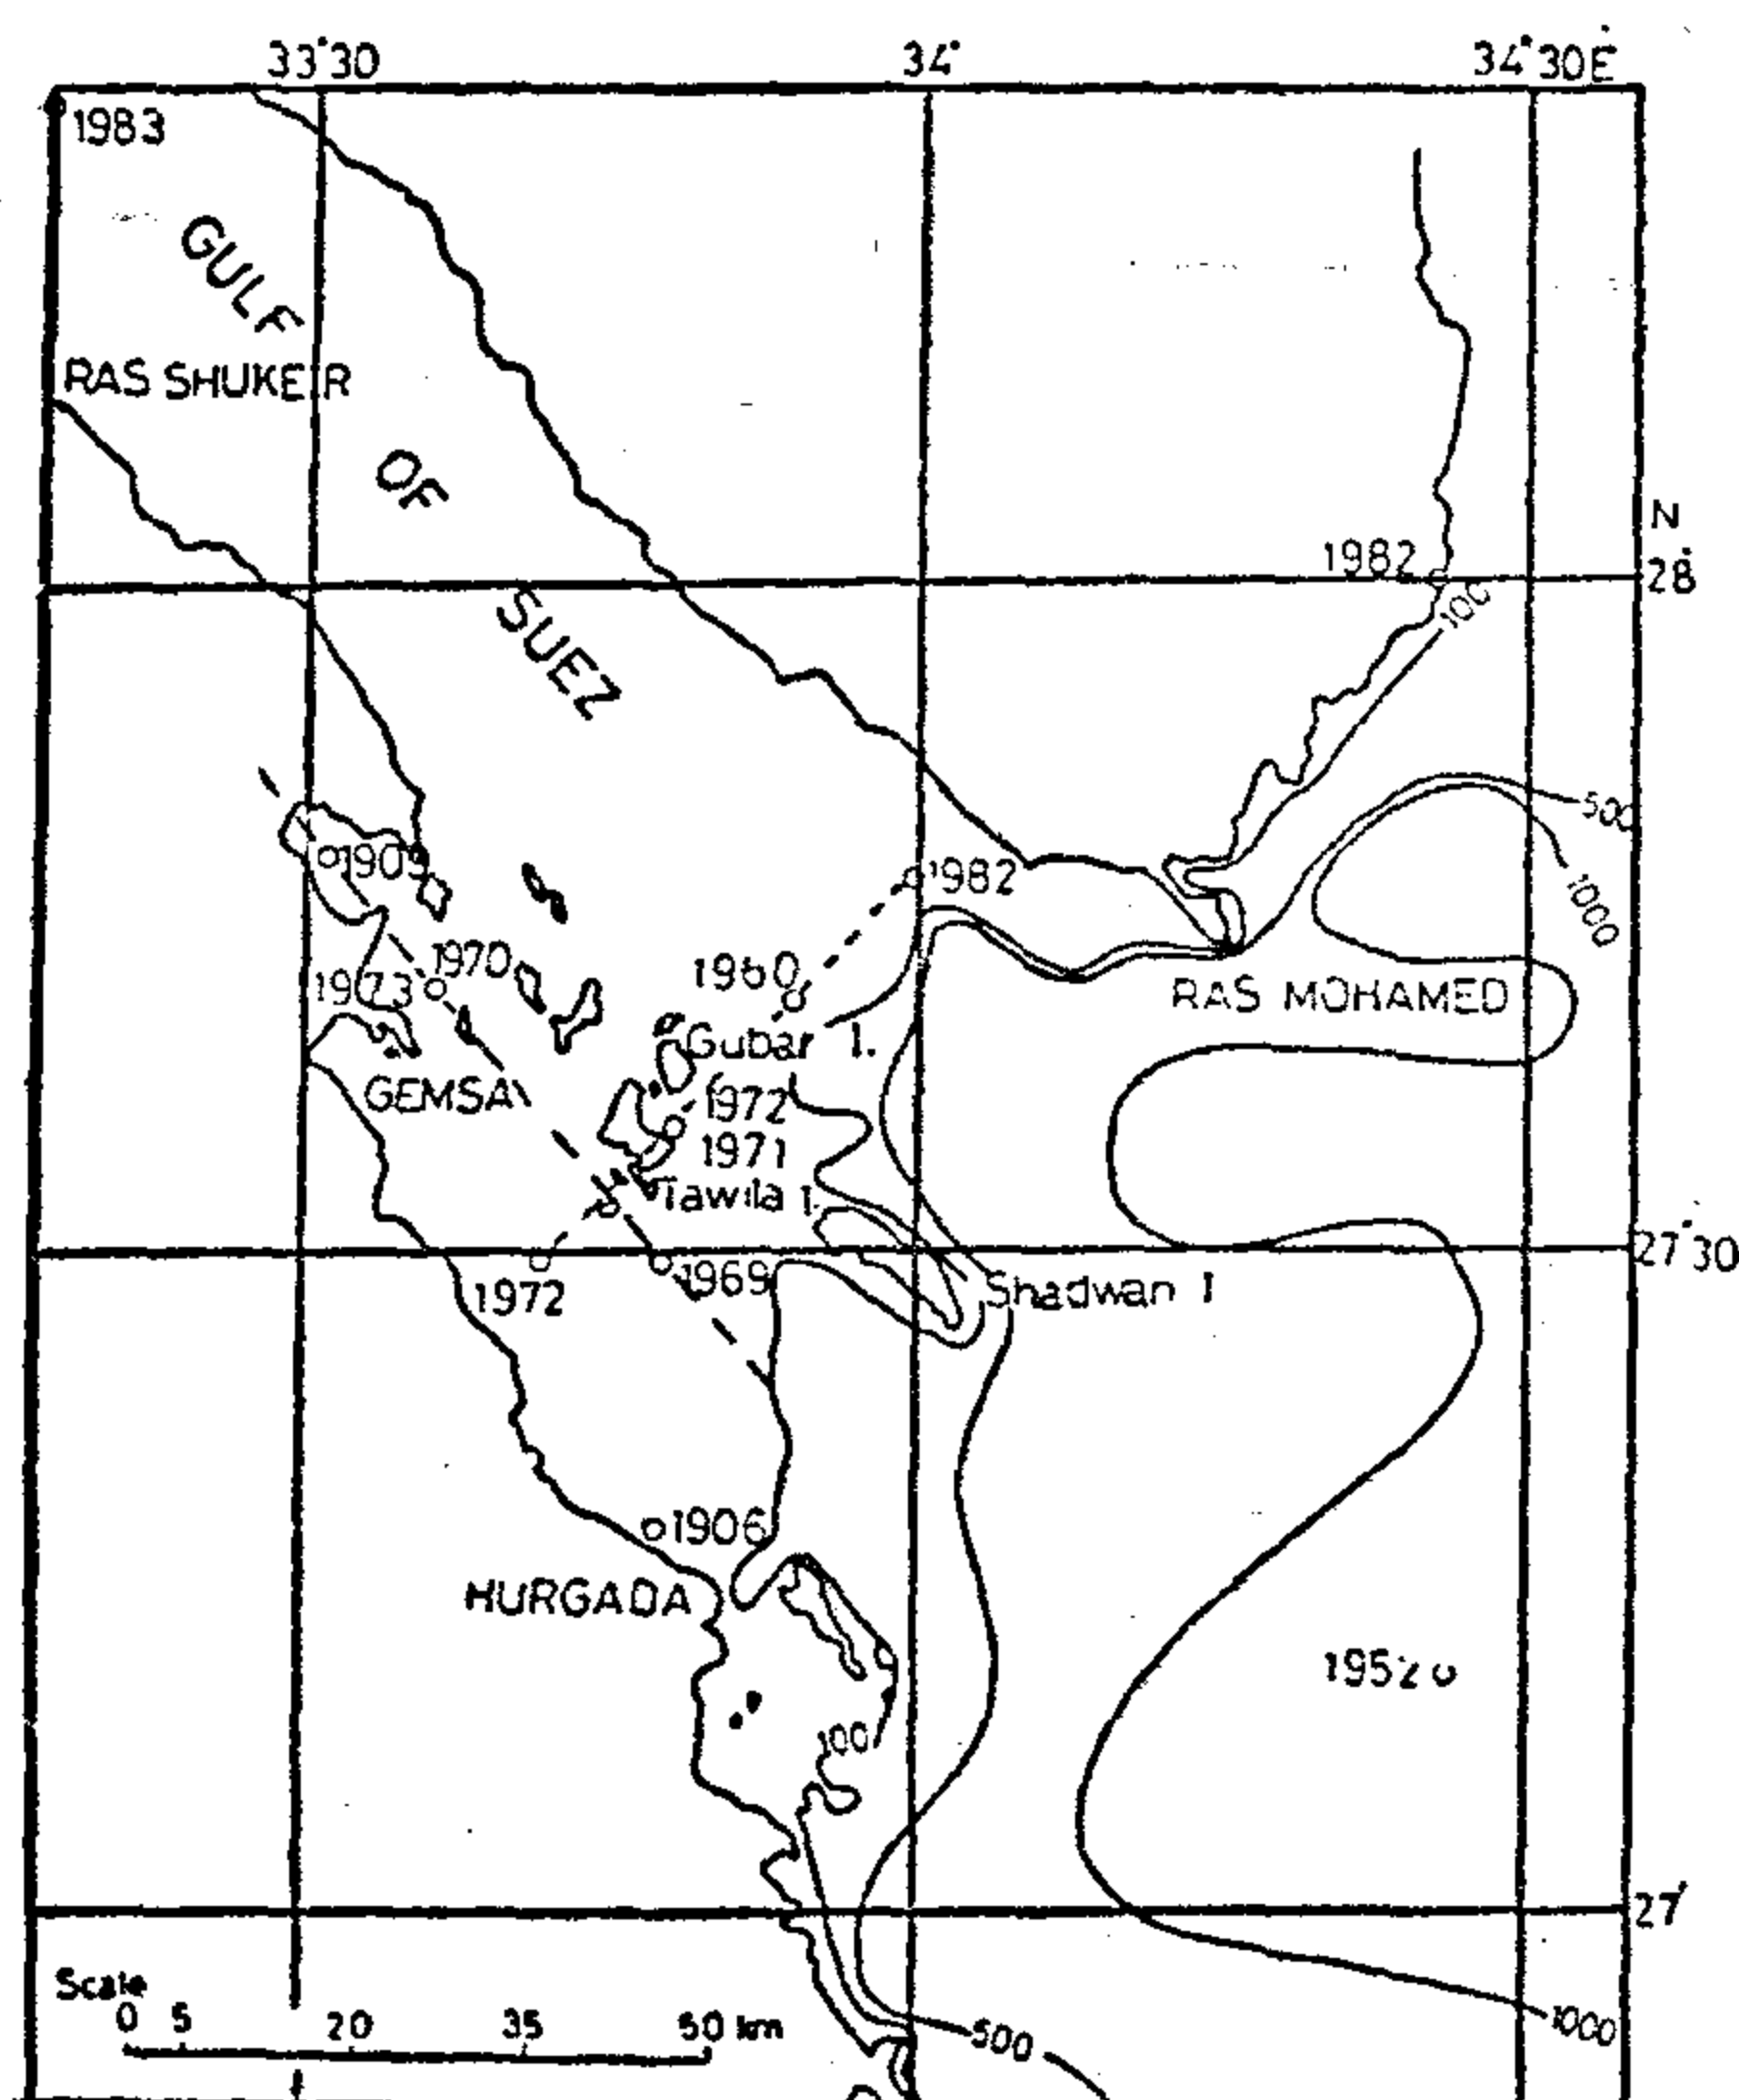 33°30
34°
34°30E
1983
GULF
RAS SHUKEIR
OF
N
1982
28°
100
SUEZ
500
1909
1982
1000
1970
1960
1973
RAS MOHAMED
Gubar I.
GEMSA
1972
1971
Tawila I.
27°30
1969
Shadwan I
1972
1906
HURGADA
1952
100
27°
Scale
0 5 20 35 50 km
500
1000